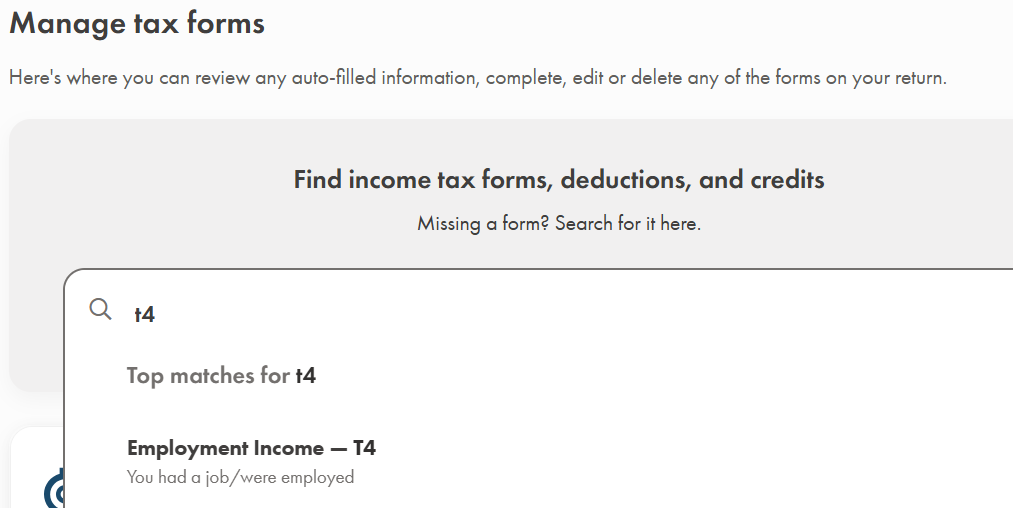 Manage tax forms
Here's where you can review any auto-filled information, complete, edit or delete any of the forms on your return.
Find income tax forms, deductions, and credits
Missing a form? Search for it here.
t4
Top matches for t4
Employment Income — T4
You had a job/were employed